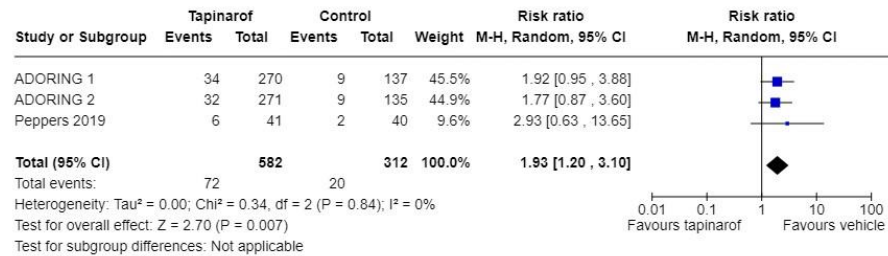 Tapinarof Control Risk ratio Risk ratio
Study or Subgroup Events Total Events Total Weight M-H, Random, 95% CI M-H, Random, 95% CI
ADORING 1 34 270 9 137 45.5% 1.92 [0.95 , 3.88]
ADORING 2 32 271 9 135 44.9% 1.77 [0.87 , 3.60]
Peppers 2019 6 41 2 40 9.6% 2.93 [0.63 , 13.65]
Total (95% CI) 582 312 100.0% 1.93 [1.20 , 3.10]
Total events: 72 20
Heterogeneity: Tau² = 0.00; Chi² = 0.34, df = 2 (P = 0.84); I² = 0%
0.01 0.1 1 10 100
Test for overall effect: Z = 2.70 (P = 0.007)
Favours tapinarof Favours vehicle
Test for subgroup differences: Not applicable